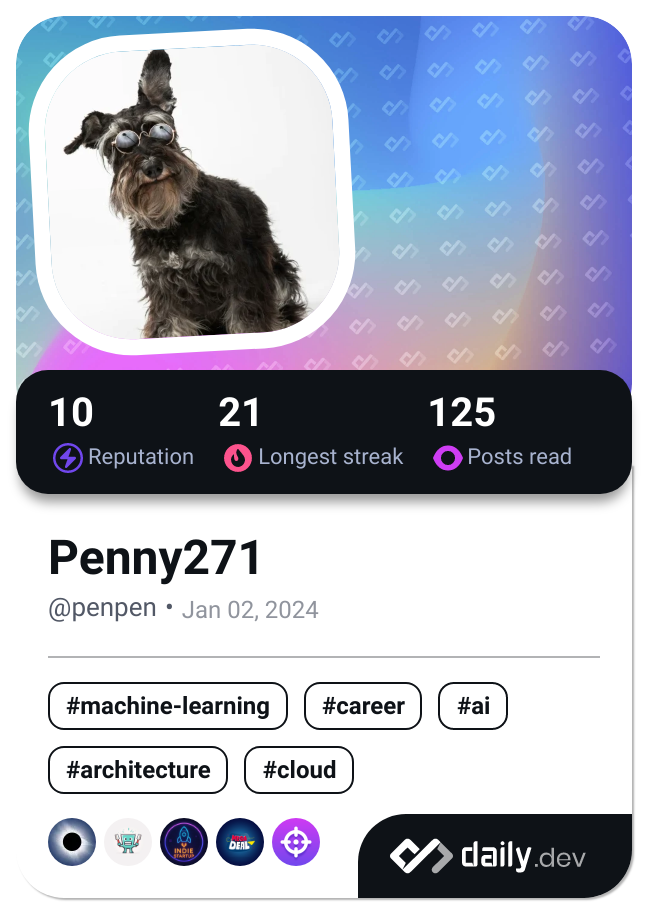 10 21 125
Reputation Longest streak Posts read
Penny271
@penpen • Jan 02, 2024
#machine-learning #career #ai
#architecture #cloud
INDIE
STARTUP
DEAL
daily.dev